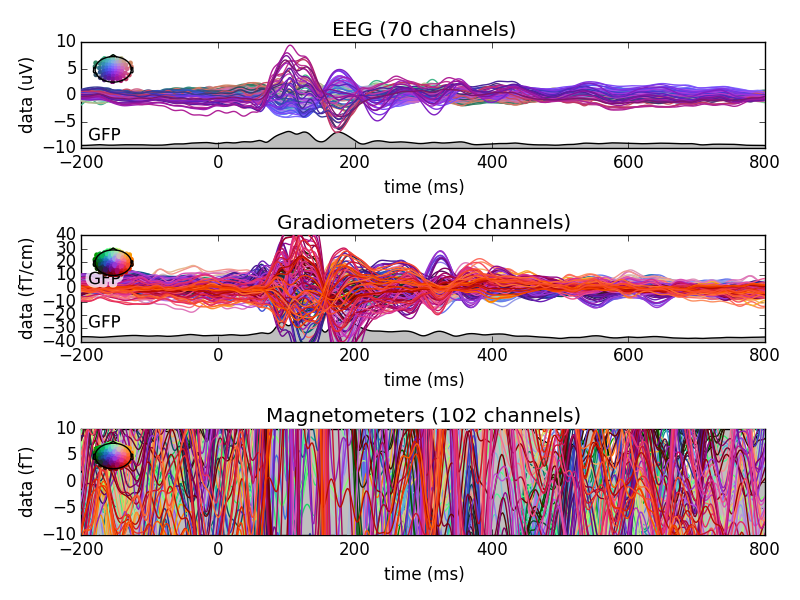 EEG (70 channels)
10
5
0
−5
−10
data (uV)
GFP
−200 0 200 400 600 800
time (ms)
Gradiometers (204 channels)
40
30
20
10
0
−10
−20
−30
−40
data (fT/cm)
GFP
GFP
−200 0 200 400 600 800
time (ms)
Magnetometers (102 channels)
10
5
0
−5
−10
data (fT)
−200 0 200 400 600 800
time (ms)